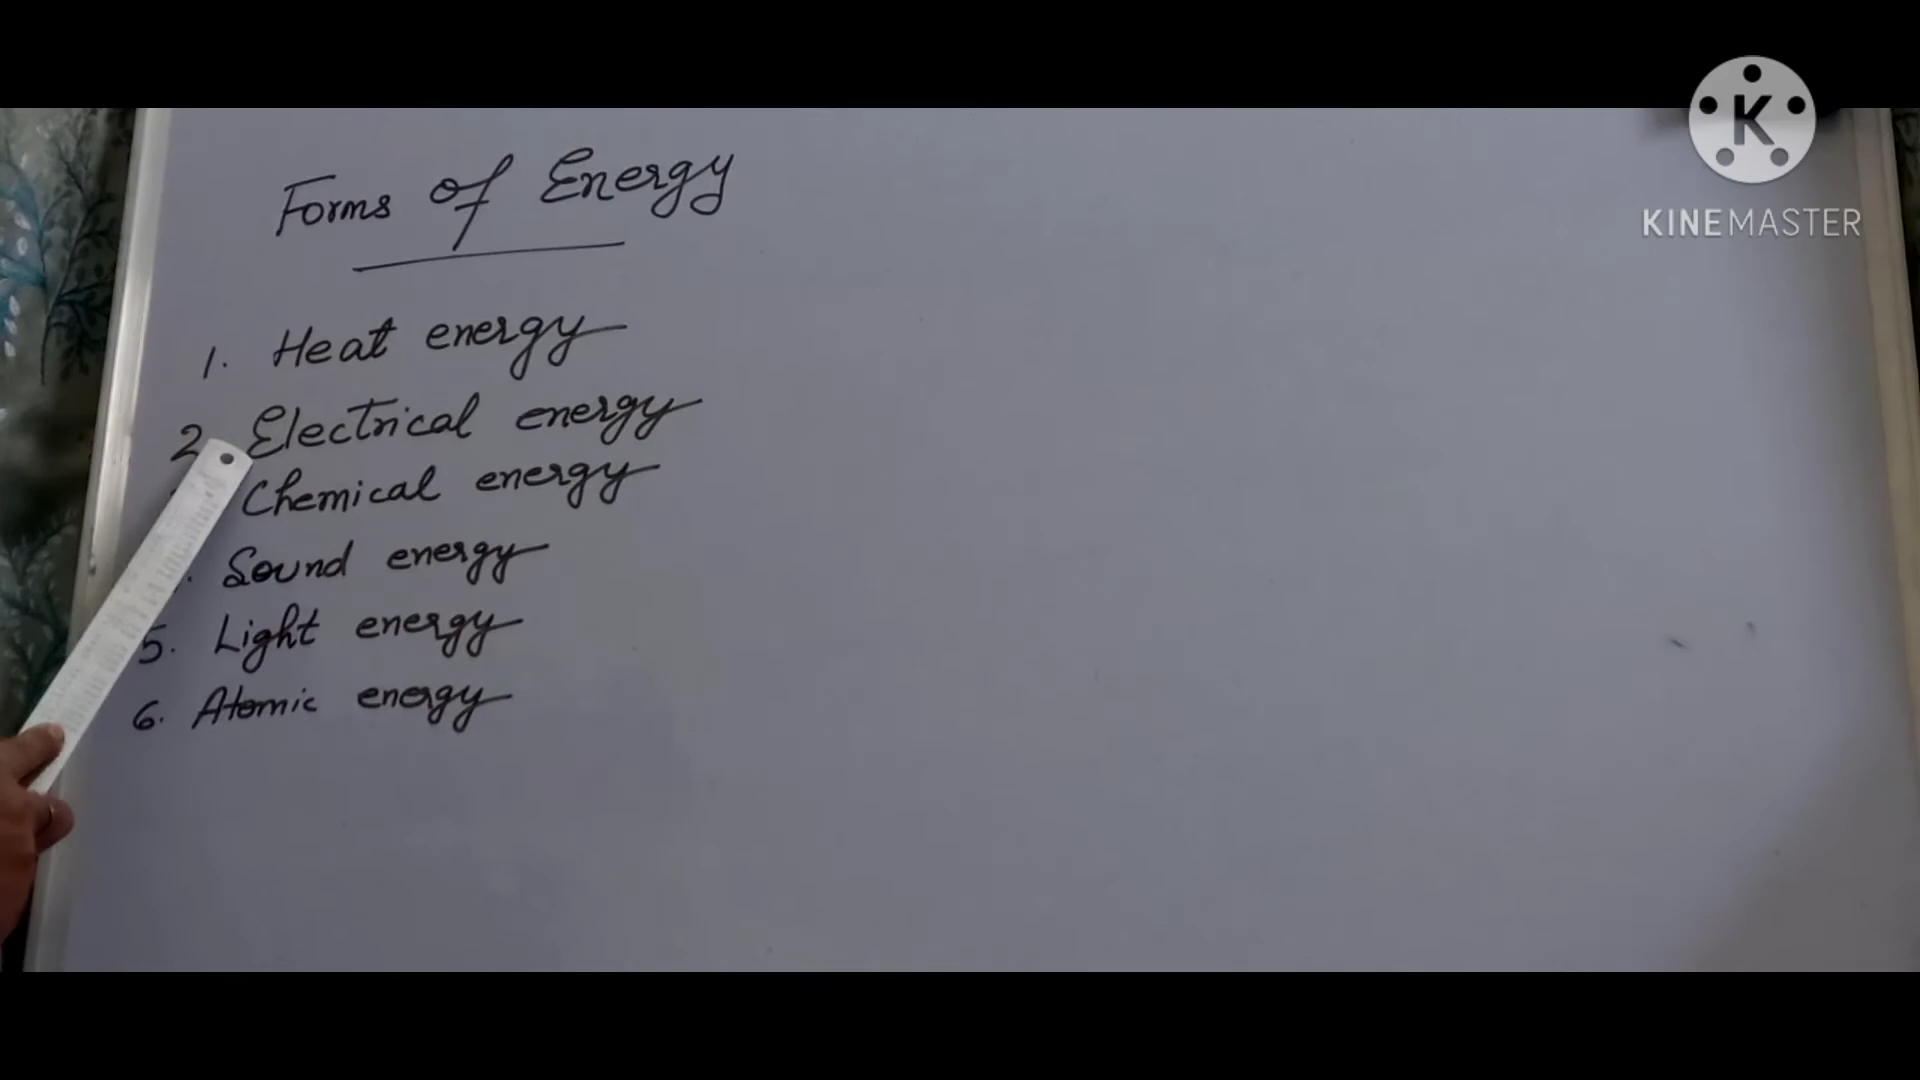 Forms of Energy
1. Heat energy
2. Electrical energy
Chemical energy
. Sound energy
5. Light energy
6. Atomic energy
K
KINEMASTER